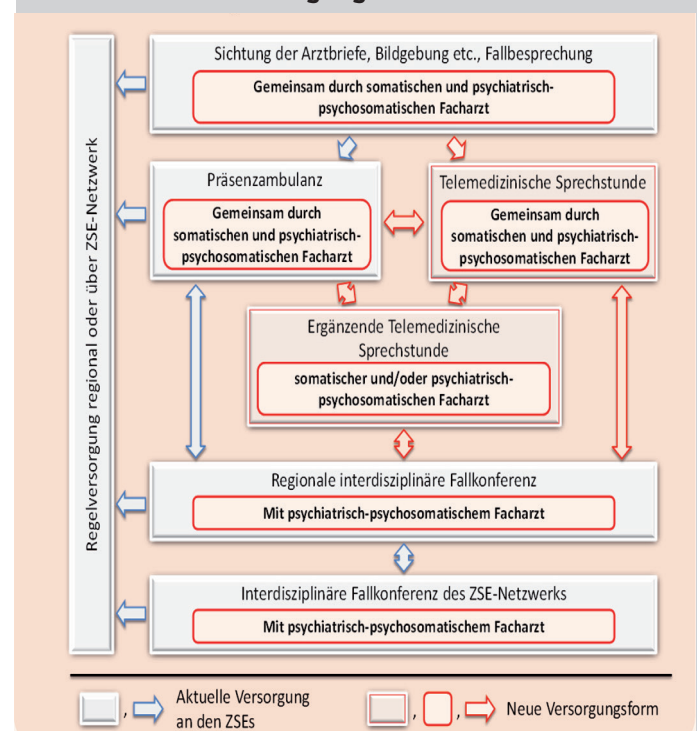 Sichtung der Arztbriefe, Bildgebung etc., Fallbesprechung
Gemeinsam durch somatischen und psychiatrisch-
psychosomatischen Facharzt
Regelversorgung regional oder über ZSE-Netzwerk
Präsenzambulanz
Gemeinsam durch
somatischen und psychiatrisch-
psychosomatischen Facharzt
Telemedizinische Sprechstunde
Gemeinsam durch
somatischen und psychiatrisch-
psychosomatischen Facharzt
Ergänzende Telemedizinische
Sprechstunde
somatischer und/oder psychiatrisch-
psychosomatischen Facharzt
Regionale interdisziplinäre Fallkonferenz
Mit psychiatrisch-psychosomatischem Facharzt
Interdisziplinäre Fallkonferenz des ZSE-Netzwerks
Mit psychiatrisch-psychosomatischem Facharzt
, Aktuelle Versorgung
an den ZSEs
, , Neue Versorgungsform